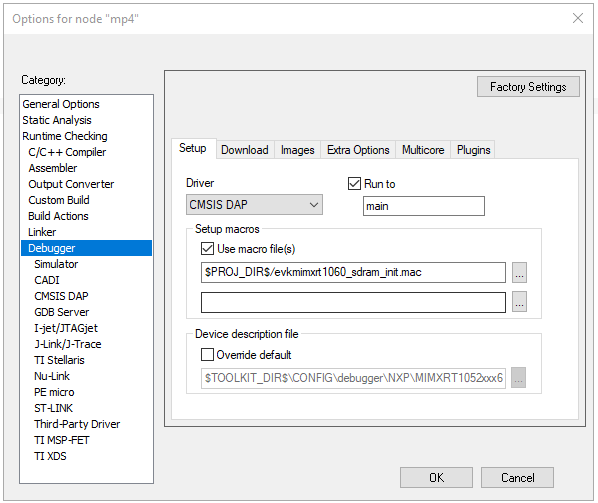 Options for node "mp4"
Category:
General Options
Static Analysis
Runtime Checking
C/C++ Compiler
Assembler
Output Converter
Custom Build
Build Actions
Linker
Debugger
Simulator
CADI
CMSIS DAP
GDB Server
I-jet/JTAGjet
J-Link/J-Trace
TI Stellaris
Nu-Link
PE micro
ST-LINK
Third-Party Driver
TI MSP-FET
TI XDS
Factory Settings
Setup Download Images Extra Options Multicore Plugins
Driver
CMSIS DAP
Run to
main
Setup macros
Use macro file(s)
$PROJ_DIR$/evkmimxrt1060_sdram_init.mac
...
...
Device description file
Override default
$TOOLKIT_DIR$\CONFIG\debugger\NXP\MIMXRT1052xxx6
...
OK Cancel